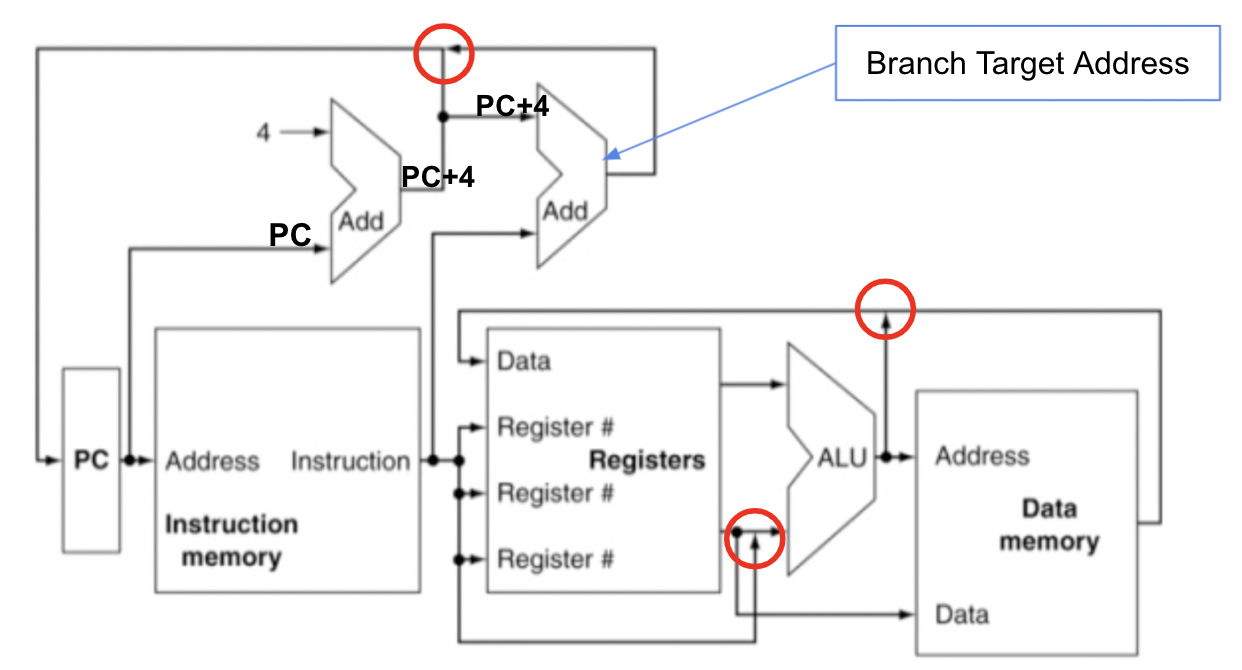 Branch Target Address
PC+4
4
PC+4
Add
Add
PC
Data
Register #
PC
Address
Instruction
Registers
ALU
Address
Register #
Instruction
memory
Data
memory
Register #
Data